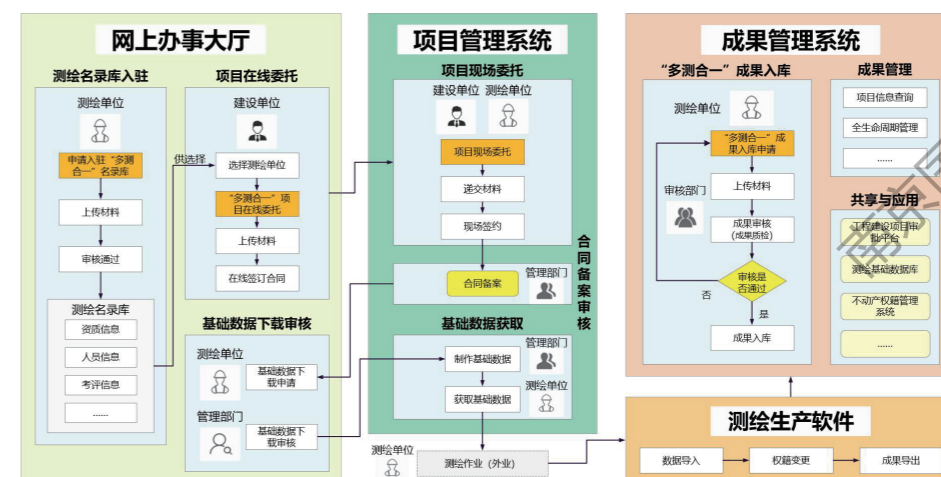 网上办事大厅
测绘名录库入驻
测绘单位
申请入驻“多测
合一”名录库
上传材料
审核通过
测绘名录库
资质信息
人员信息
考评信息
......
供选择
项目在线委托
建设单位
选择测绘单位
“多测合一”项
目在线委托
上传材料
在线签订合同
基础数据下载审核
测绘单位
基础数据下
载申请
管理部门
基础数据下
载审核
项目管理系统
项目现场委托
建设单位
测绘单位
项目现场委托
递交材料
现场签约
合同备案
管理部门
合同备案审核
基础数据获取
制作基础数据
管理部门
获取基础数据
测绘单位
测绘单位
测绘作业（外业）
成果管理系统
“多测合一”成果入库
测绘单位
“多测合一”成
果入库申请
上传材料
审核部门
成果审核
(成果质检)
审核是
否通过
否
是
成果入库
成果管理
项目信息查询
全生命周期管理
......
共享与应用
工程建设项目审
批平台
测绘基础数据库
不动产权籍管理
系统
......
测绘生产软件
数据导入
权籍变更
成果导出
南京国